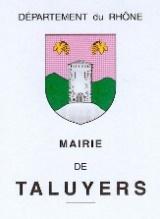 DÉPARTEMENT du RHÔNE
MAIRIE
DE
TALUYERS